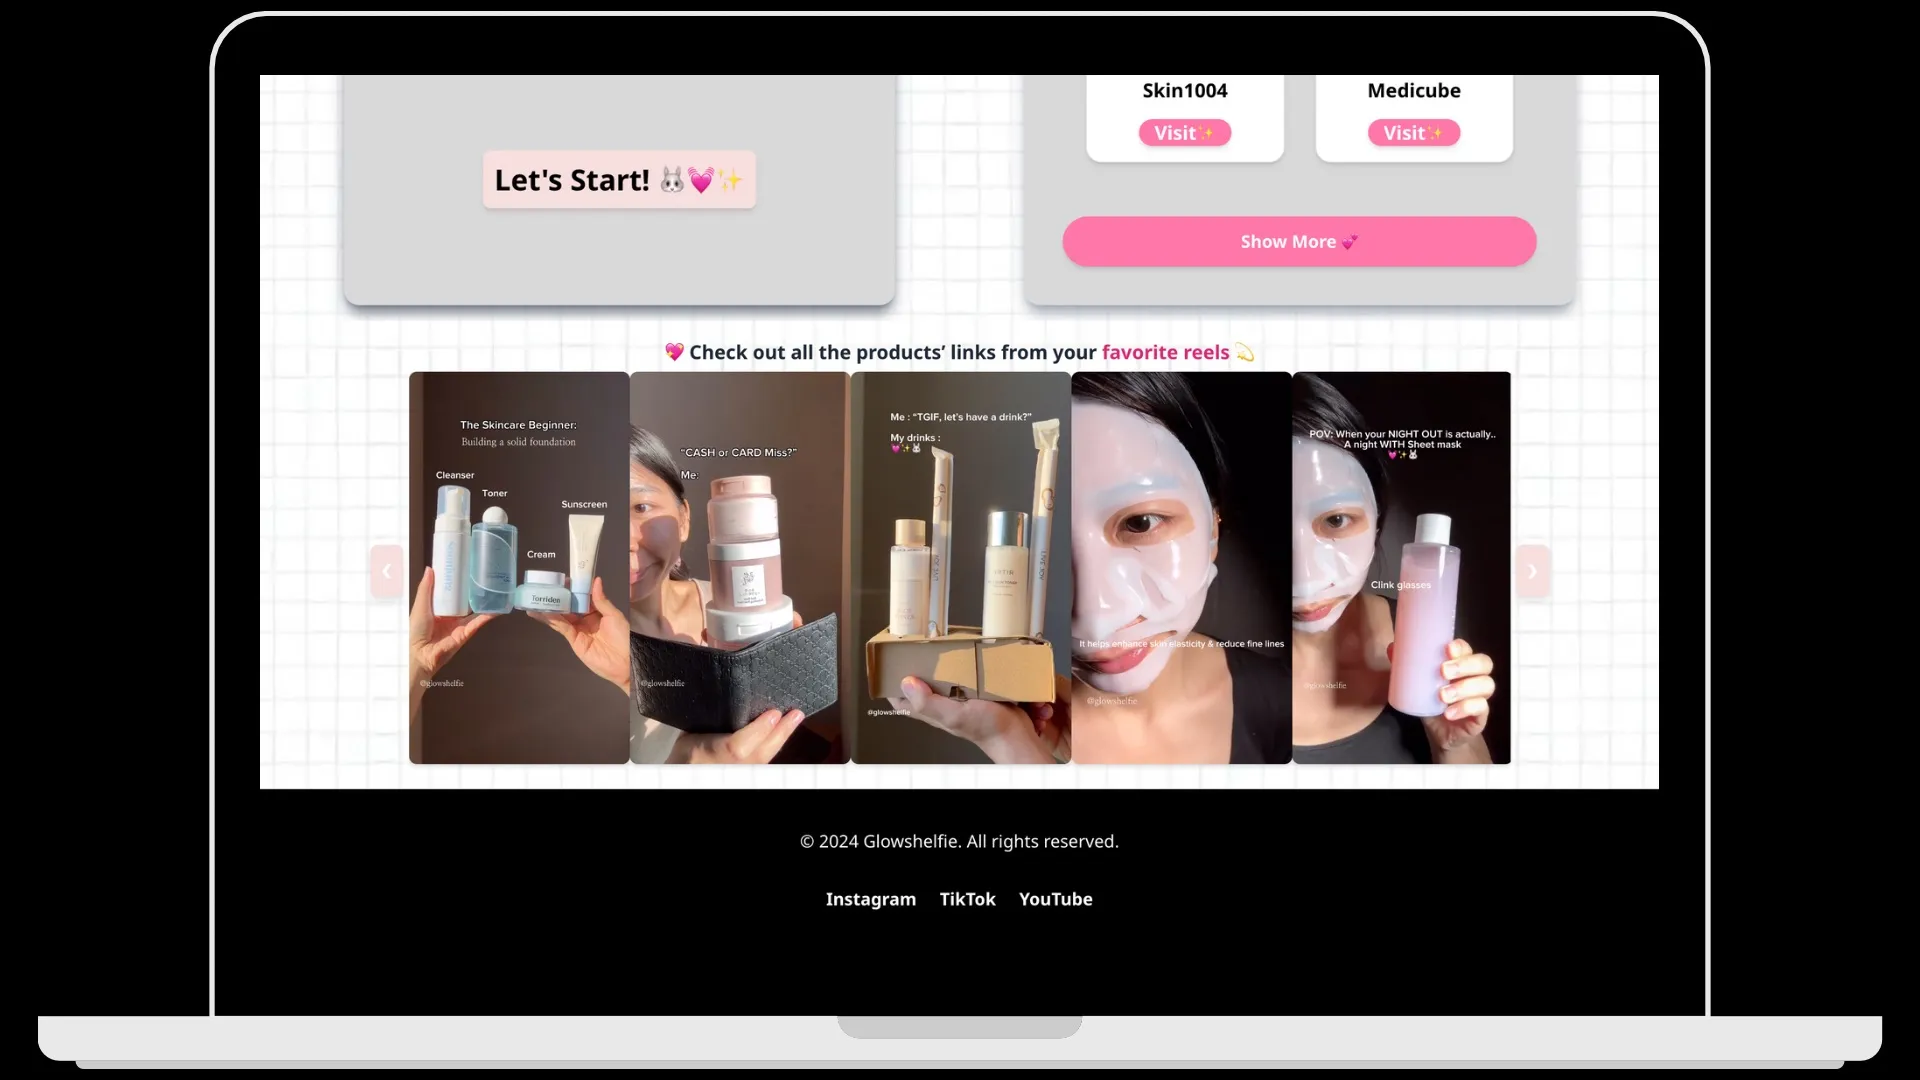 Skin1004
Visit✨
Medicube
Visit✨
Let's Start! 🐰💓✨
Show More 💞
💖 Check out all the products’ links from your favorite reels 💫
The Skincare Beginner:
Building a solid foundation
Cleanser
Toner
Sunscreen
Cream
Torriden
@glowshelfie
“CASH or CARD Miss?”
Me:
@glowshelfie
Me : “TGIF, let’s have a drink?”
My drinks :
💓✨🐰
@glowshelfie
It helps enhance skin elasticity & reduce fine lines
@glowshelfie
POV: When your NIGHT OUT is actually..
A night WITH Sheet mask
💓✨🐰
Clink glasses
@glowshelfie
❮
❯
© 2024 Glowshelfie. All rights reserved.
Instagram TikTok YouTube